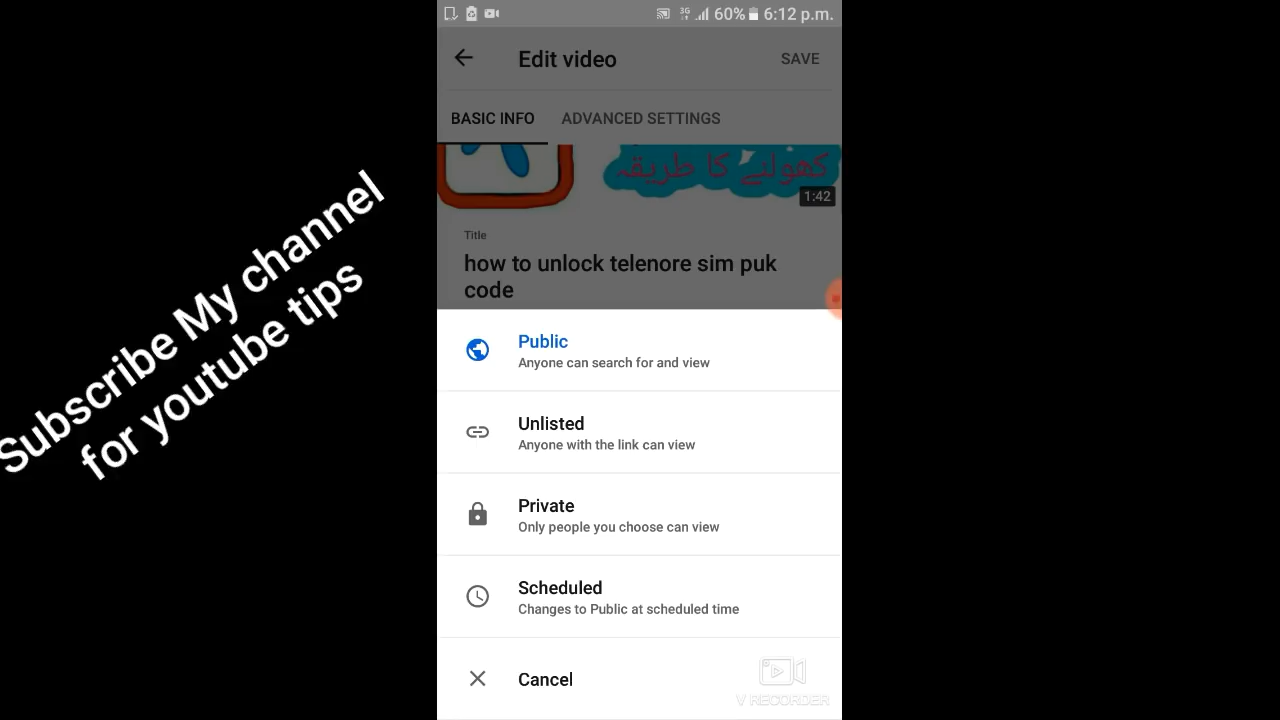 3G 60% 6:12 p.m.
Edit video
SAVE
BASIC INFO
ADVANCED SETTINGS
کھولنے کا طریقہ
1:42
Title
how to unlock telenore sim puk
code
Public
Anyone can search for and view
Unlisted
Anyone with the link can view
Private
Only people you choose can view
Scheduled
Changes to Public at scheduled time
Cancel
V RECORDER
Subscribe My channel
for youtube tips